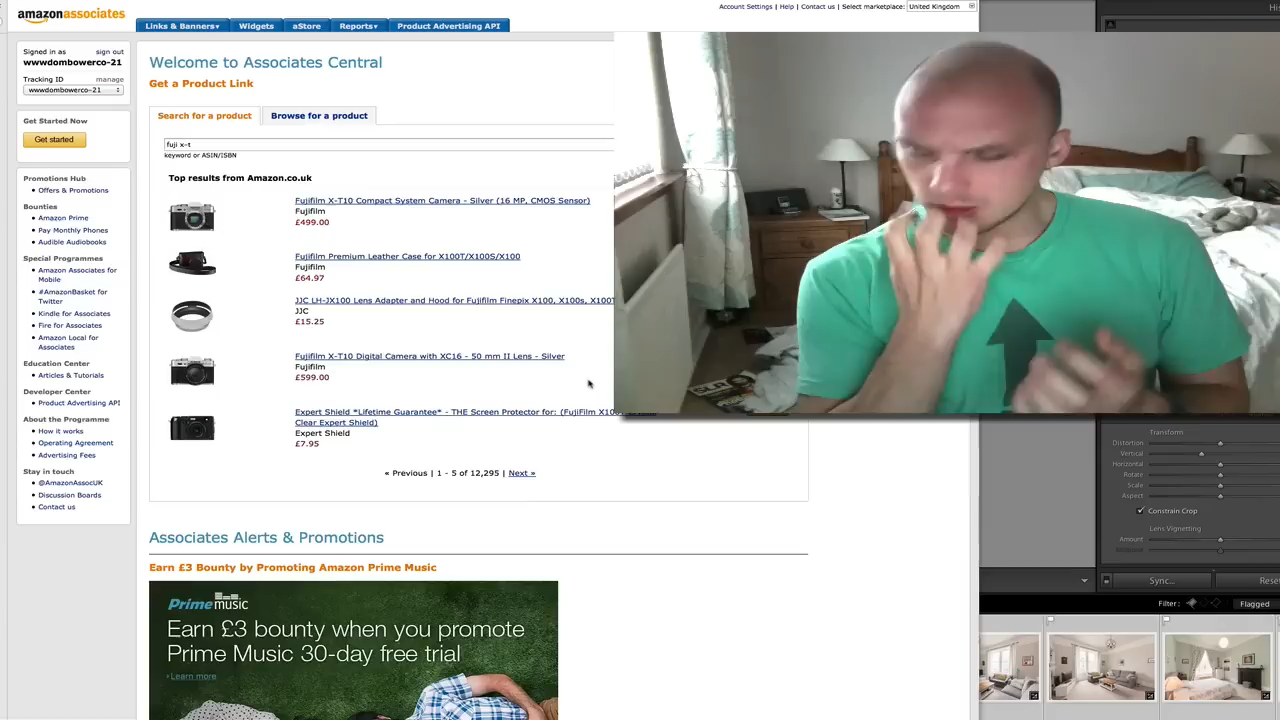 amazonassociates
Account Settings | Help | Contact us | Select marketplace: United Kingdom
Links & Banners▾ Widgets aStore Reports▾ Product Advertising API
Signed in as sign out
wwwdombowerco-21
Tracking ID manage
wwwdombowerco-21
Get Started Now
Get started
Promotions Hub
Offers & Promotions
Bounties
Amazon Prime
Pay Monthly Phones
Audible Audiobooks
Special Programmes
Amazon Associates for
Mobile
#AmazonBasket for
Twitter
Kindle for Associates
Fire for Associates
Amazon Local for
Associates
Education Center
Articles & Tutorials
Developer Center
Product Advertising API
About the Programme
How it works
Operating Agreement
Advertising Fees
Stay in touch
@AmazonAssocUK
Discussion Boards
Contact us
Welcome to Associates Central
Get a Product Link
Search for a product Browse for a product
fuji x-t
keyword or ASIN/ISBN
Top results from Amazon.co.uk
Fujifilm X-T10 Compact System Camera - Silver (16 MP, CMOS Sensor)
Fujifilm
£499.00
Fujifilm Premium Leather Case for X100T/X100S/X100
Fujifilm
£64.97
JJC LH-JX100 Lens Adapter and Hood for Fujifilm Finepix X100, X100s, X100T
JJC
£15.25
Fujifilm X-T10 Digital Camera with XC16 - 50 mm II Lens - Silver
Fujifilm
£599.00
Expert Shield *Lifetime Guarantee* - THE Screen Protector for: (FujiFilm X10
Clear Expert Shield)
Expert Shield
£7.95
« Previous | 1 - 5 of 12,295 | Next »
Associates Alerts & Promotions
Earn £3 Bounty by Promoting Amazon Prime Music
Prime music
Earn £3 bounty when you promote
Prime Music 30-day free trial
Learn more
SLR
Transform
Distortion
Vertical
Horizontal
Rotate
Scale
Aspect
Constrain Crop
Lens Vignetting
Amount
Sync... Rese
Filter: Flagged